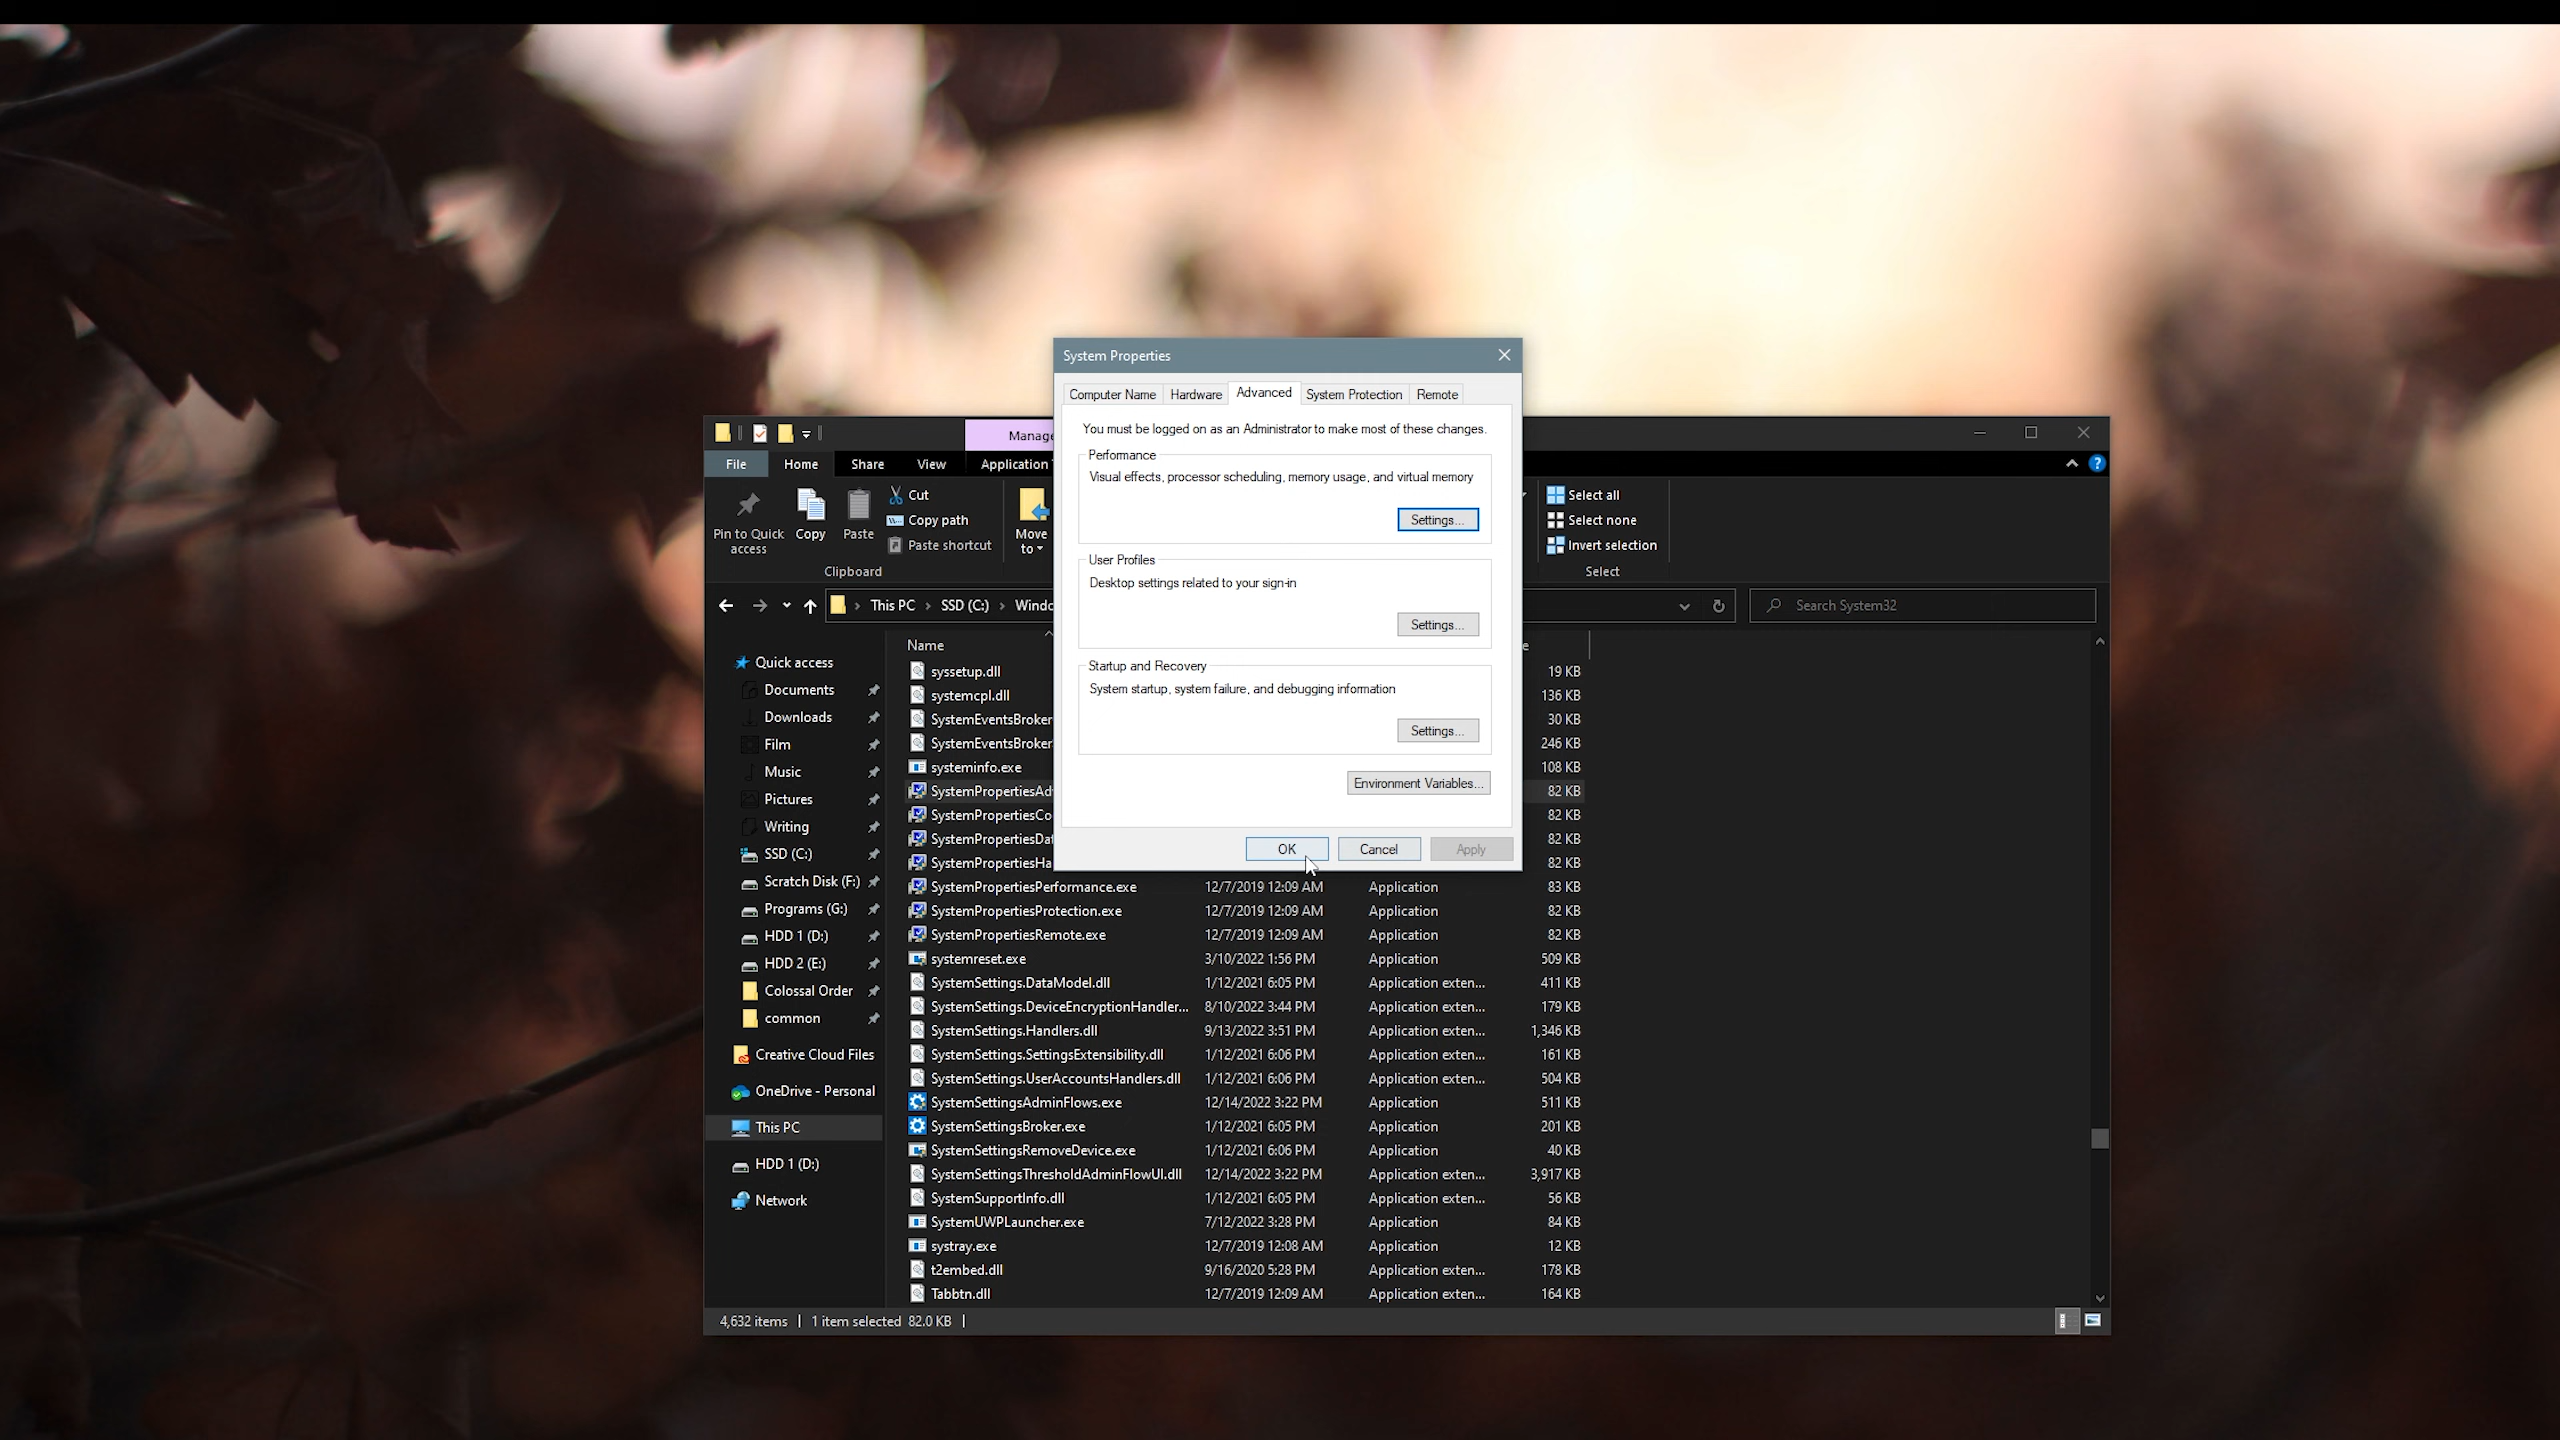 System Properties
Computer Name
Hardware
Advanced
System Protection
Remote
You must be logged on as an Administrator to make most of these changes.
Performance
Visual effects, processor scheduling, memory usage, and virtual memory
Settings...
User Profiles
Desktop settings related to your sign-in
Settings...
Startup and Recovery
System startup, system failure, and debugging information
Settings...
Environment Variables...
OK
Cancel
Apply
Manage
File
Home
Share
View
Application
Pin to Quick access
Copy
Paste
Cut
Copy path
Paste shortcut
Clipboard
Move to
Select all
Select none
Invert selection
Select
This PC
SSD (C:)
Windo
Search System32
Quick access
Documents
Downloads
Film
Music
Pictures
Writing
SSD (C:)
Scratch Disk (F:)
Programs (G:)
HDD 1 (D:)
HDD 2 (E:)
Colossal Order
common
Creative Cloud Files
OneDrive - Personal
This PC
HDD 1 (D:)
Network
Name
syssetup.dll 19 KB
systemcpl.dll 136 KB
SystemEventsBroker 30 KB
SystemEventsBroker 246 KB
systeminfo.exe 108 KB
SystemPropertiesAd 82 KB
SystemPropertiesCo 82 KB
SystemPropertiesDat 82 KB
SystemPropertiesHa 82 KB
SystemPropertiesPerformance.exe 12/7/2019 12:09 AM Application 83 KB
SystemPropertiesProtection.exe 12/7/2019 12:09 AM Application 82 KB
SystemPropertiesRemote.exe 12/7/2019 12:09 AM Application 82 KB
systemreset.exe 3/10/2022 1:56 PM Application 509 KB
SystemSettings.DataModel.dll 1/12/2021 6:05 PM Application exten... 411 KB
SystemSettings.DeviceEncryptionHandler... 8/10/2022 3:44 PM Application exten... 179 KB
SystemSettings.Handlers.dll 9/13/2022 3:51 PM Application exten... 1,346 KB
SystemSettings.SettingsExtensibility.dll 1/12/2021 6:06 PM Application exten... 161 KB
SystemSettings.UserAccountsHandlers.dll 1/12/2021 6:06 PM Application exten... 504 KB
SystemSettingsAdminFlows.exe 12/14/2022 3:22 PM Application 511 KB
SystemSettingsBroker.exe 1/12/2021 6:05 PM Application 201 KB
SystemSettingsRemoveDevice.exe 1/12/2021 6:06 PM Application 40 KB
SystemSettingsThresholdAdminFlowUI.dll 12/14/2022 3:22 PM Application exten... 3,917 KB
SystemSupportInfo.dll 1/12/2021 6:05 PM Application exten... 56 KB
SystemUWPLauncher.exe 7/12/2022 3:28 PM Application 84 KB
systray.exe 12/7/2019 12:08 AM Application 12 KB
t2embed.dll 9/16/2020 5:28 PM Application exten... 178 KB
Tabbtn.dll 12/7/2019 12:09 AM Application exten... 164 KB
4,632 items
1 item selected 82.0 KB